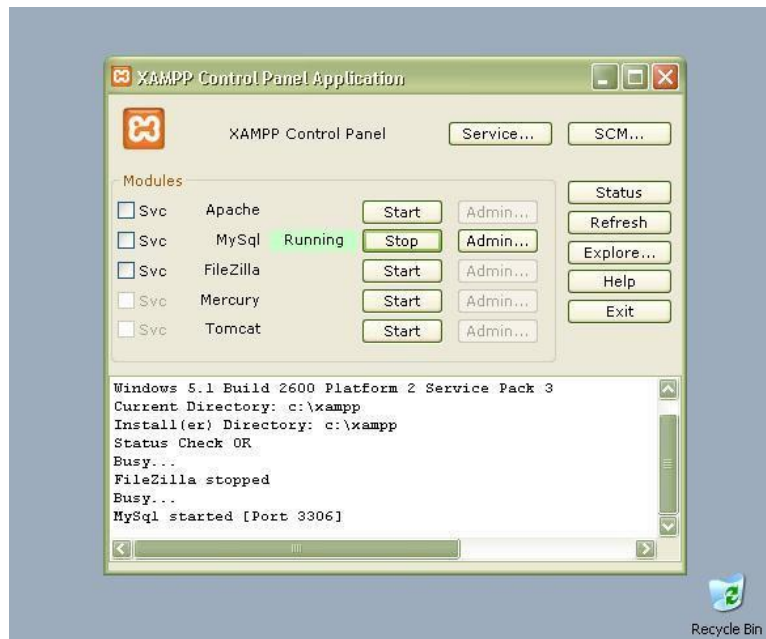 XAMPP Control Panel Application
XAMPP Control Panel
Service...
SCM...
Modules
Svc Apache Start Admin...
Svc MySql Running Stop Admin...
Svc FileZilla Start Admin...
Svc Mercury Start Admin...
Svc Tomcat Start Admin...
Status
Refresh
Explore...
Help
Exit
Windows 5.1 Build 2600 Platform 2 Service Pack 3
Current Directory: c:\xampp
Install(er) Directory: c:\xampp
Status Check OK
Busy...
FileZilla stopped
Busy...
MySql started [Port 3306]
Recycle Bin